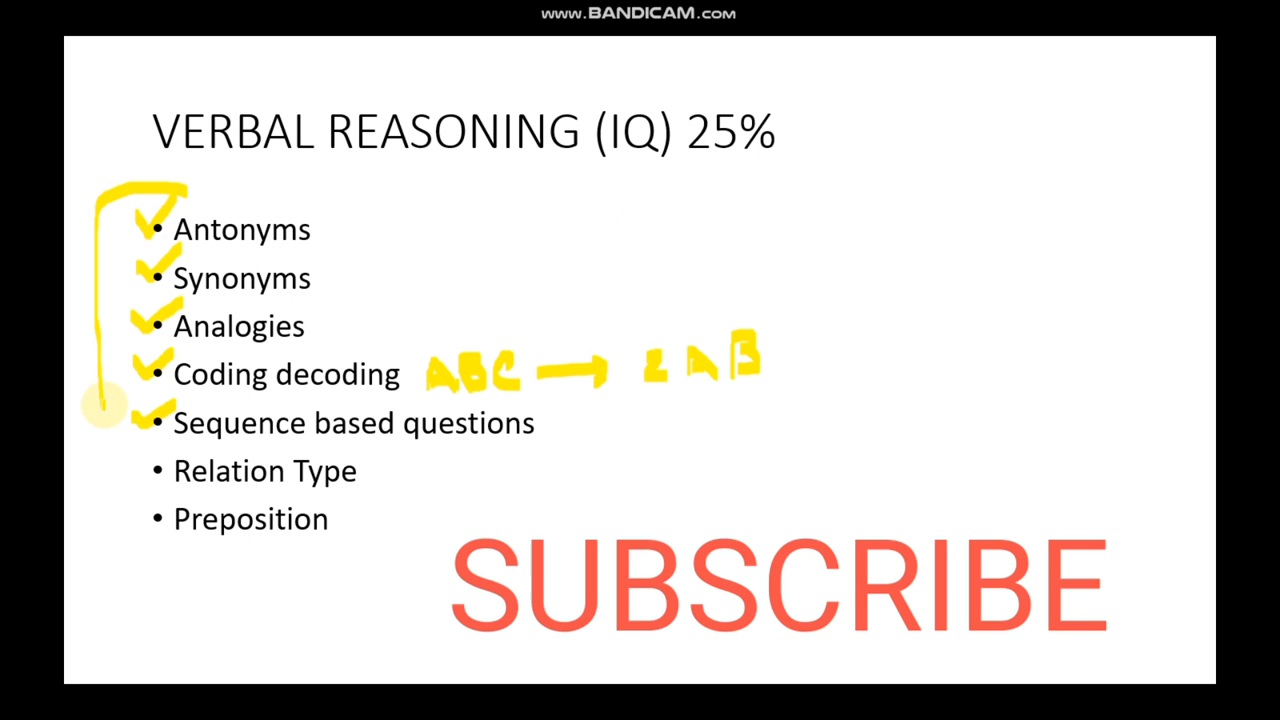 WWW.BANDICAM.COM
VERBAL REASONING (IQ) 25%
• Antonyms
• Synonyms
• Analogies
• Coding decoding ABC → AB
• Sequence based questions
• Relation Type
• Preposition
SUBSCRIBE